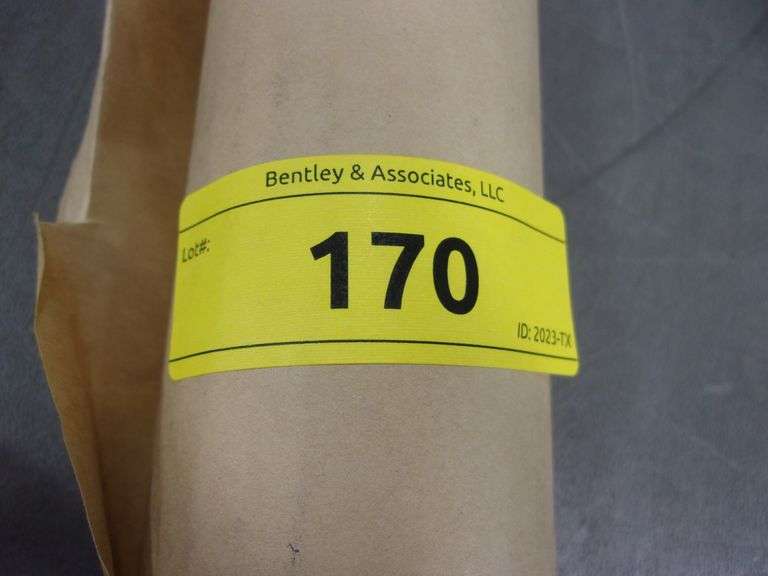 Bentley & Associates, LLC
Lot#:
170
ID: 2023-TX